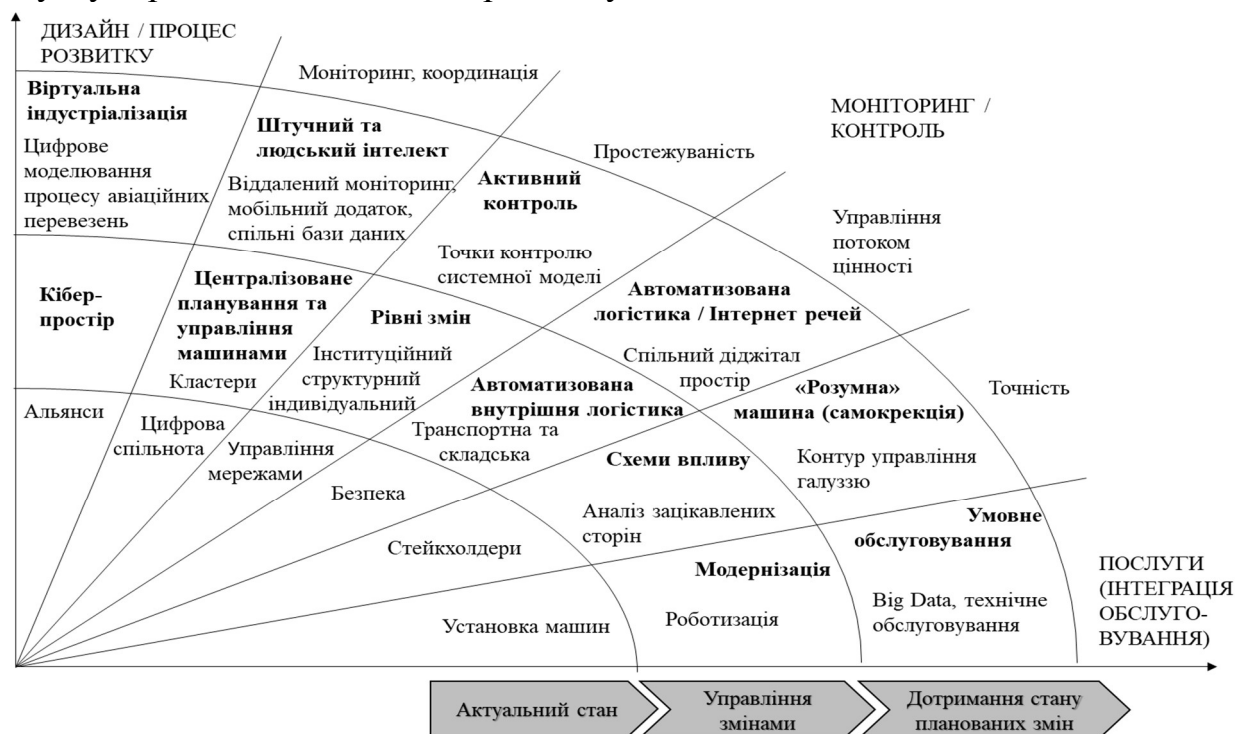 ДИЗАЙН / ПРОЦЕС
РОЗВИТКУ
Моніторинг, координація
Віртуальна
індустріалізація
Цифрове
моделювання
процесу авіаційних
перевезень
Штучний та
людський інтелект
Віддалений моніторинг,
мобільний додаток,
спільні бази даних
МОНІТОРИНГ /
КОНТРОЛЬ
Простежуваність
Активний
контроль
Точки контролю
системної моделі
Управління
потоком
цінності
Кібер-
простір
Централізоване
планування та
управління
машинами
Кластери
Рівні змін
Інституційний
структурний
індивідуальний
Автоматизована
логістика / Інтернет речей
Спільний діджітал
простір
Автоматизована
внутрішня логістика
Транспортна та
складська
«Розумна»
машина (самокрекція)
Точність
Контур управління
галуззю
Альянси
Цифрова
спільнота
Управління
мережами
Безпека
Схеми впливу
Аналіз зацікавлених
сторін
Стейкхолдери
Умовне
обслуговування
Big Data, технічне
обслуговування
Модернізація
Роботизація
Установка машин
ПОСЛУГИ
(ІНТЕГРАЦІЯ
ОБСЛУГО-
ВУВАННЯ)
Актуальний стан
Управління
змінами
Дотримання стану
планованих змін